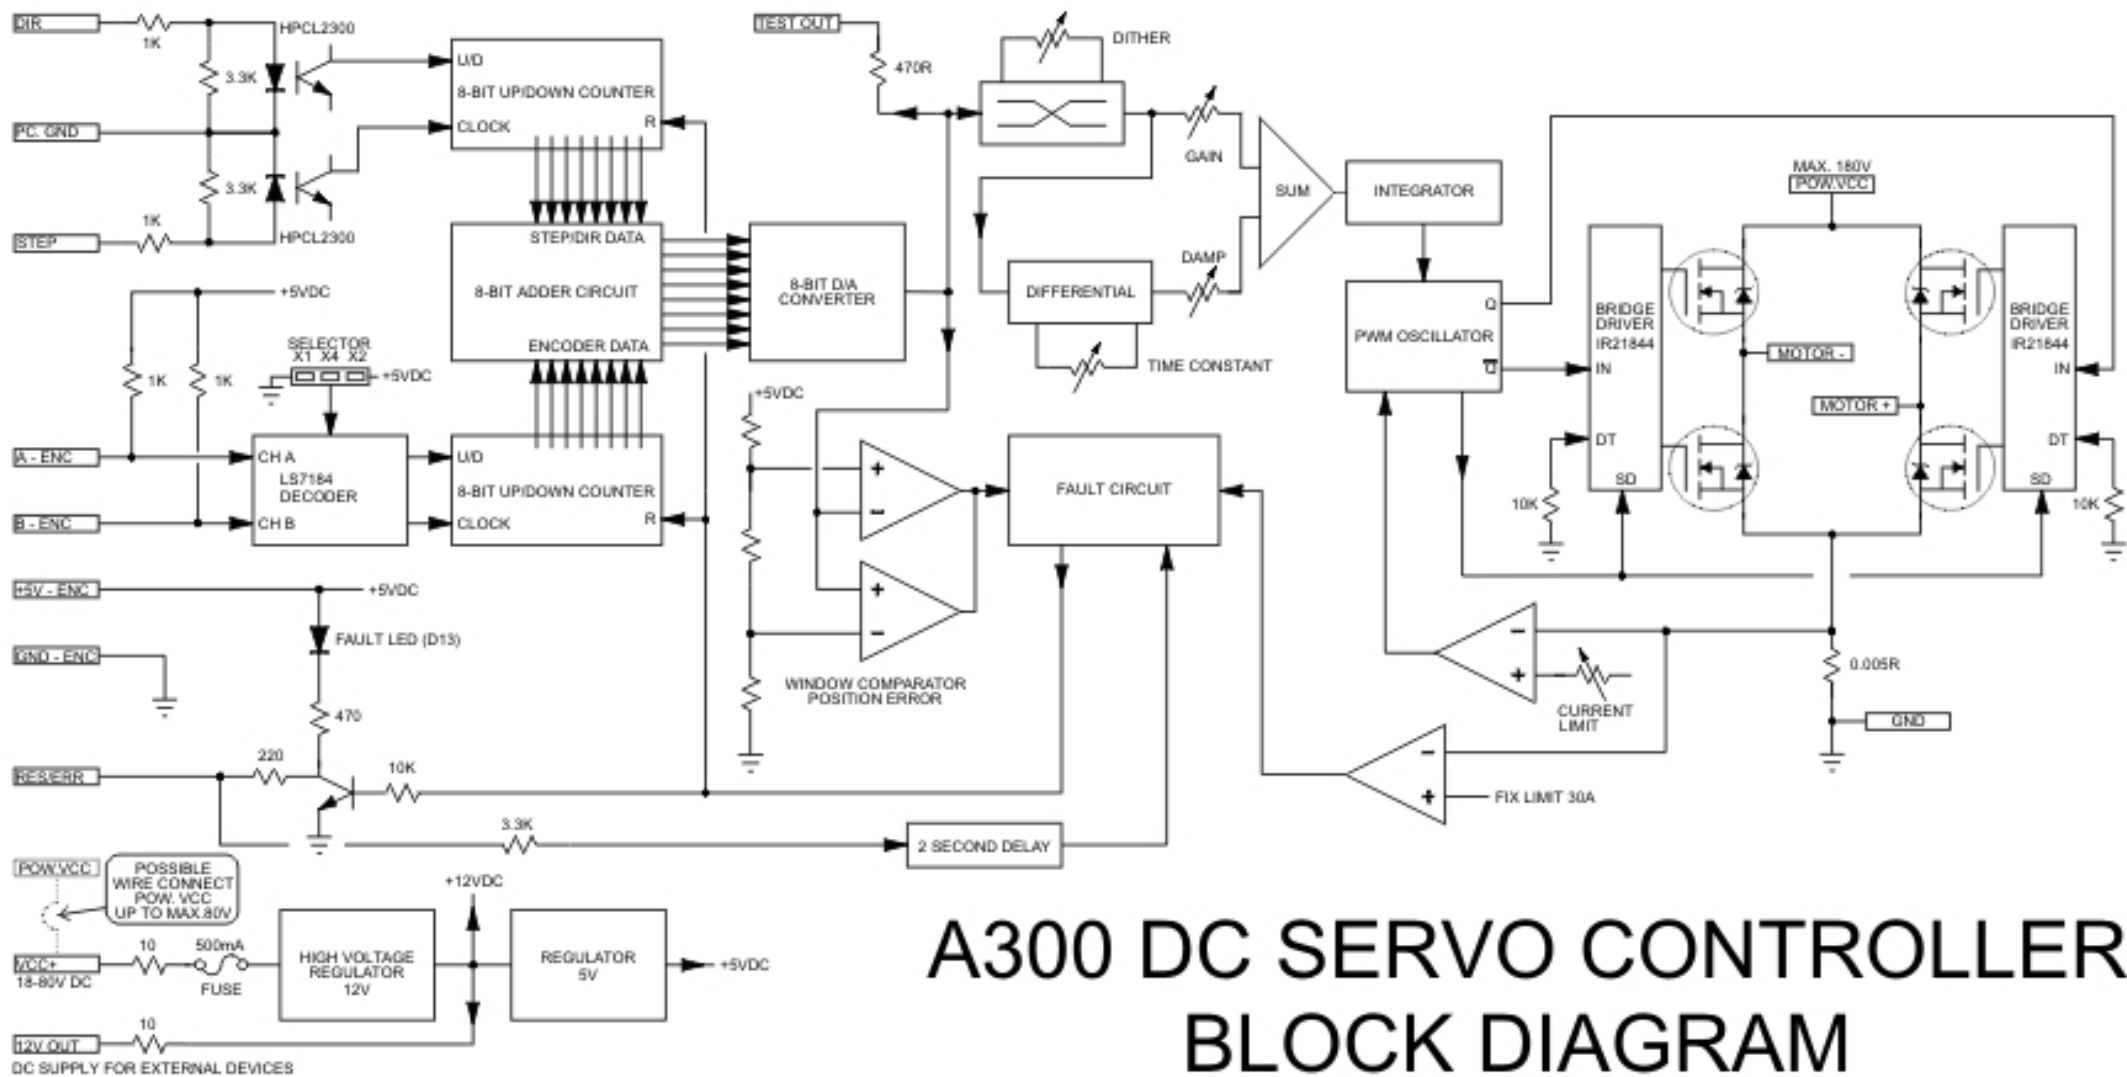 DIR
1K
HPCL2300
3.3K
PC. GND
3.3K
1K
STEP
HPCL2300
U/D
8-BIT UP/DOWN COUNTER
CLOCK
R
STEP/DIR DATA
8-BIT ADDER CIRCUIT
ENCODER DATA
8-BIT D/A
CONVERTER
TEST OUT
470R
DITHER
GAIN
SUM
INTEGRATOR
DAMP
DIFFERENTIAL
TIME CONSTANT
PWM OSCILLATOR
Q
Q
MAX. 180V
POW.VCC
BRIDGE
DRIVER
IR21844
IN
DT
SD
10K
MOTOR -
MOTOR +
BRIDGE
DRIVER
IR21844
IN
DT
SD
10K
+5VDC
SELECTOR
X1 X4 X2
+5VDC
1K
1K
A - ENC
B - ENC
CH A
LS7184
DECODER
CH B
U/D
8-BIT UP/DOWN COUNTER
CLOCK
R
+5VDC
+
-
+
-
WINDOW COMPARATOR
POSITION ERROR
FAULT CIRCUIT
+5V - ENC
+5VDC
FAULT LED (D13)
GND - ENC
470
220
RES/ERR
10K
3.3K
2 SECOND DELAY
-
+
CURRENT
LIMIT
0.005R
GND
-
+
FIX LIMIT 30A
POW.VCC
POSSIBLE
WIRE CONNECT
POW. VCC
UP TO MAX.80V
VCC+
18-80V DC
10
500mA
FUSE
HIGH VOLTAGE
REGULATOR
12V
+12VDC
REGULATOR
5V
+5VDC
12V OUT
10
DC SUPPLY FOR EXTERNAL DEVICES
A300 DC SERVO CONTROLLER
BLOCK DIAGRAM